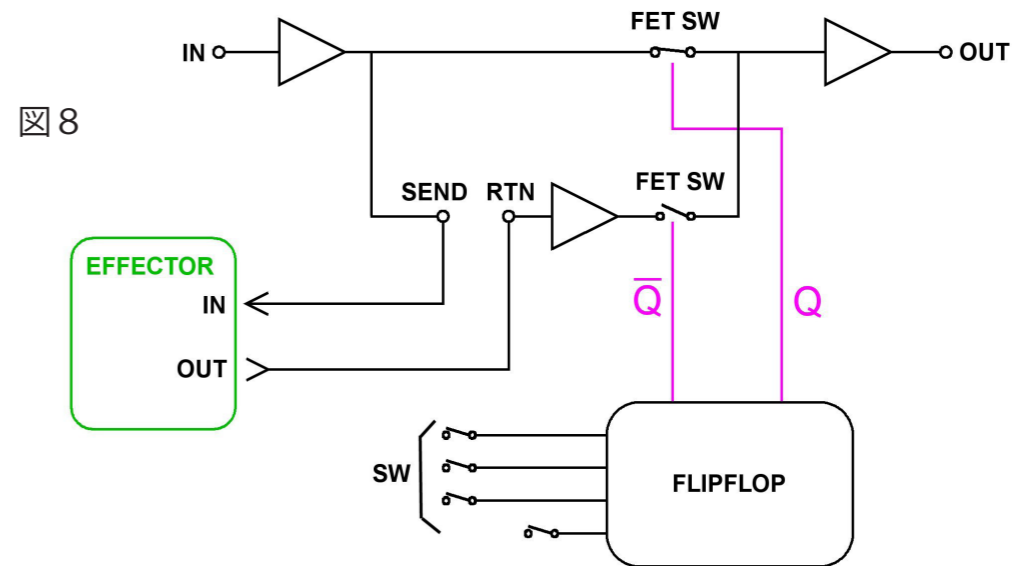 FET SW
IN
OUT
図8
SEND
RTN
FET SW
EFFECTOR
IN
OUT
Q̅
Q
SW
FLIPFLOP